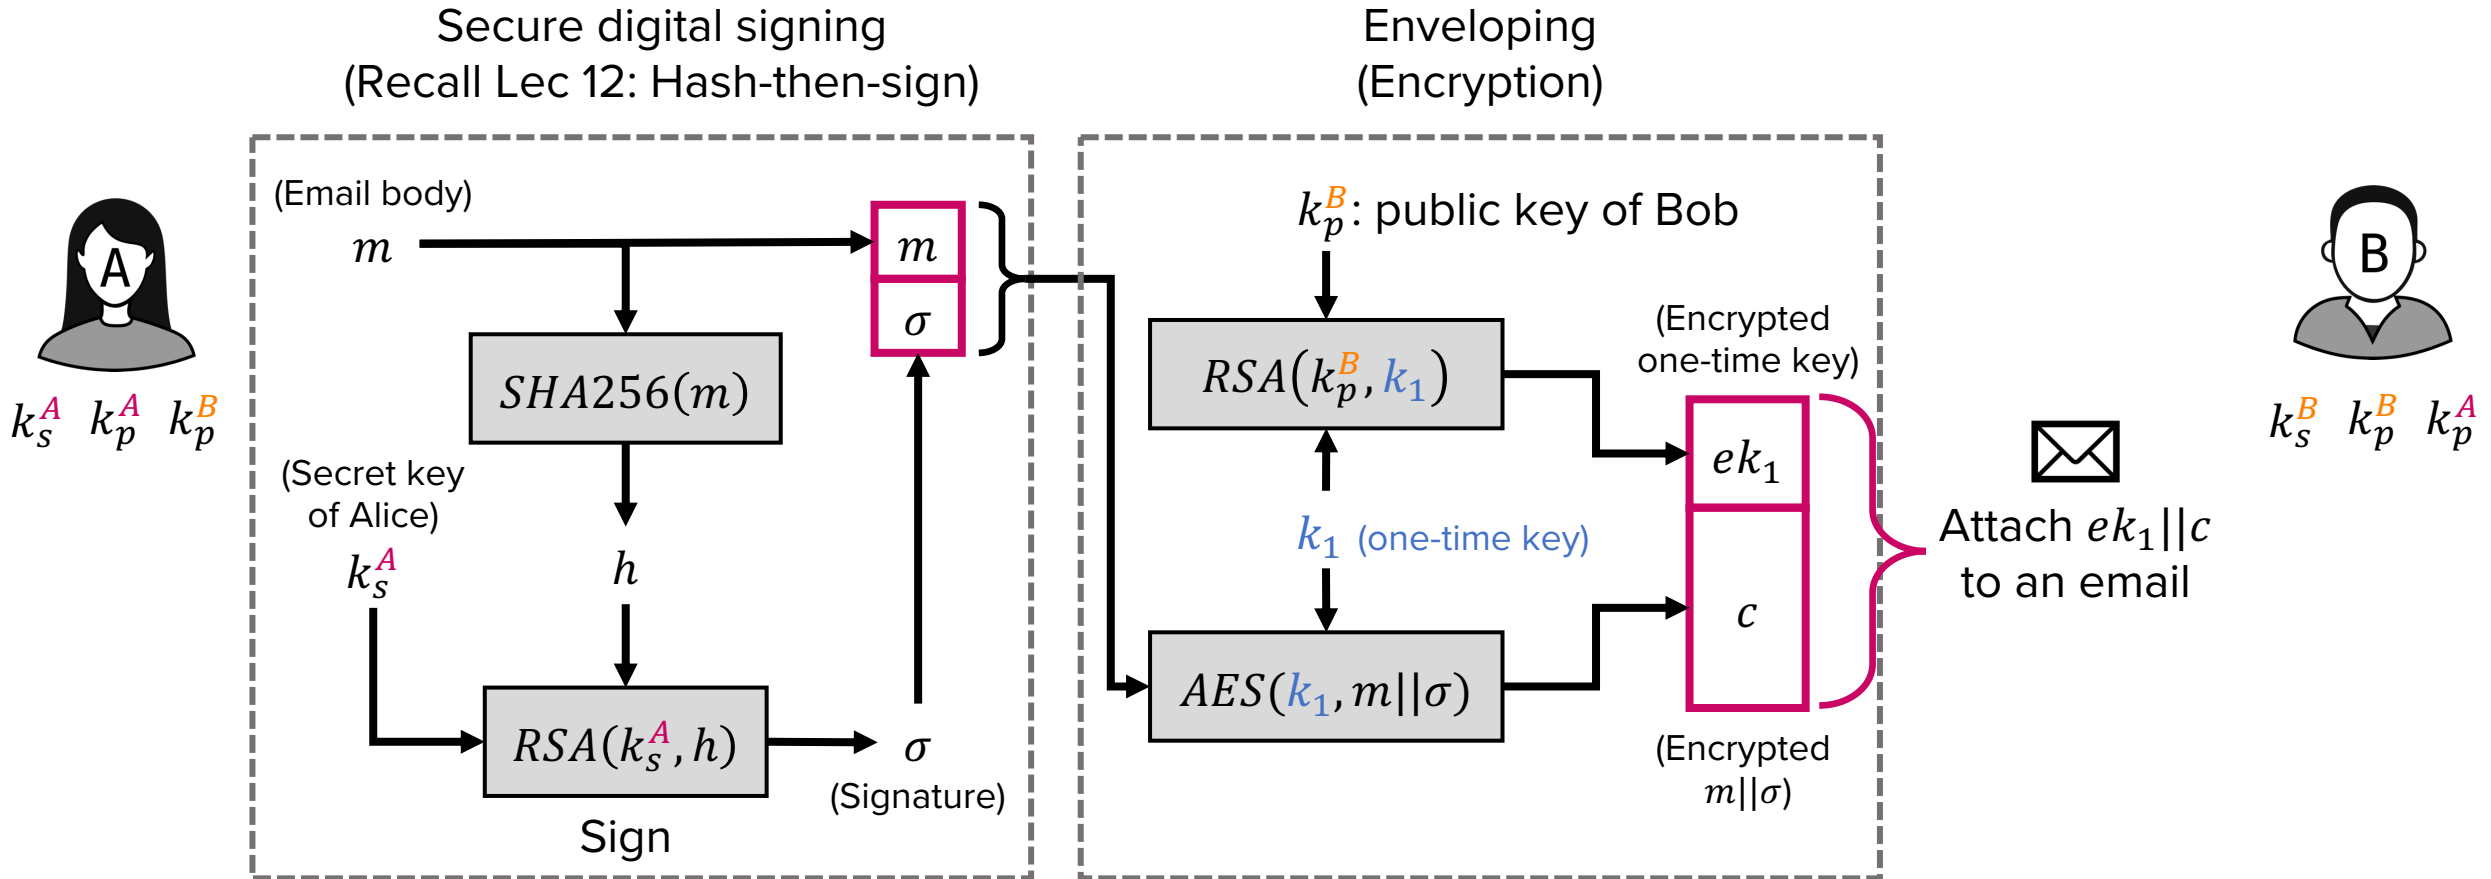 Secure digital signing
(Recall Lec 12: Hash-then-sign)
Enveloping
(Encryption)
A
k_s^A k_p^A k_p^B
(Email body)
m
m
σ
SHA256(m)
(Secret key
of Alice)
k_s^A
h
RSA(k_s^A, h)
Sign
σ
(Signature)
k_p^B: public key of Bob
RSA(k_p^B, k_1)
k_1 (one-time key)
AES(k_1, m||σ)
(Encrypted
one-time key)
ek_1
c
(Encrypted
m||σ)
Attach ek_1||c
to an email
B
k_s^B k_p^B k_p^A